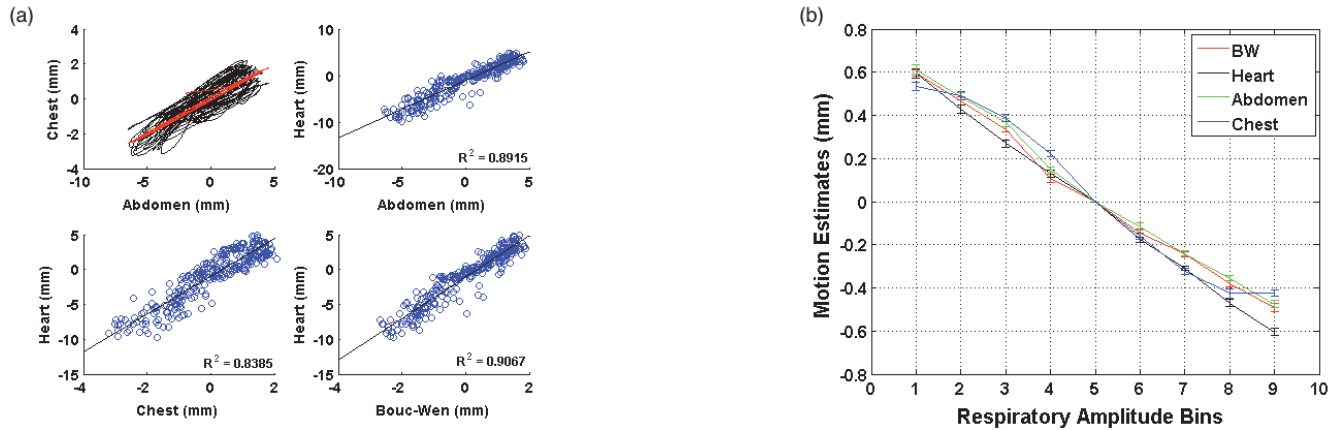 (a)
4
2
0
-2
4
Chest (mm)
-10
-5
0
5
Abdomen (mm)
10
0
-10
20
Heart (mm)
R² = 0.8915
-10
-5
0
5
Abdomen (mm)
5
0
-5
-10
-15
Heart (mm)
R² = 0.8385
-4
-2
0
2
Chest (mm)
5
0
-5
-10
-15
Heart (mm)
R² = 0.9067
-4
-2
0
2
Bouc-Wen (mm)
(b)
0.8
0.6
0.4
0.2
0
-0.2
-0.4
-0.6
-0.8
Motion Estimates (mm)
BW
Heart
Abdomen
Chest
0
1
2
3
4
5
6
7
8
9
10
Respiratory Amplitude Bins